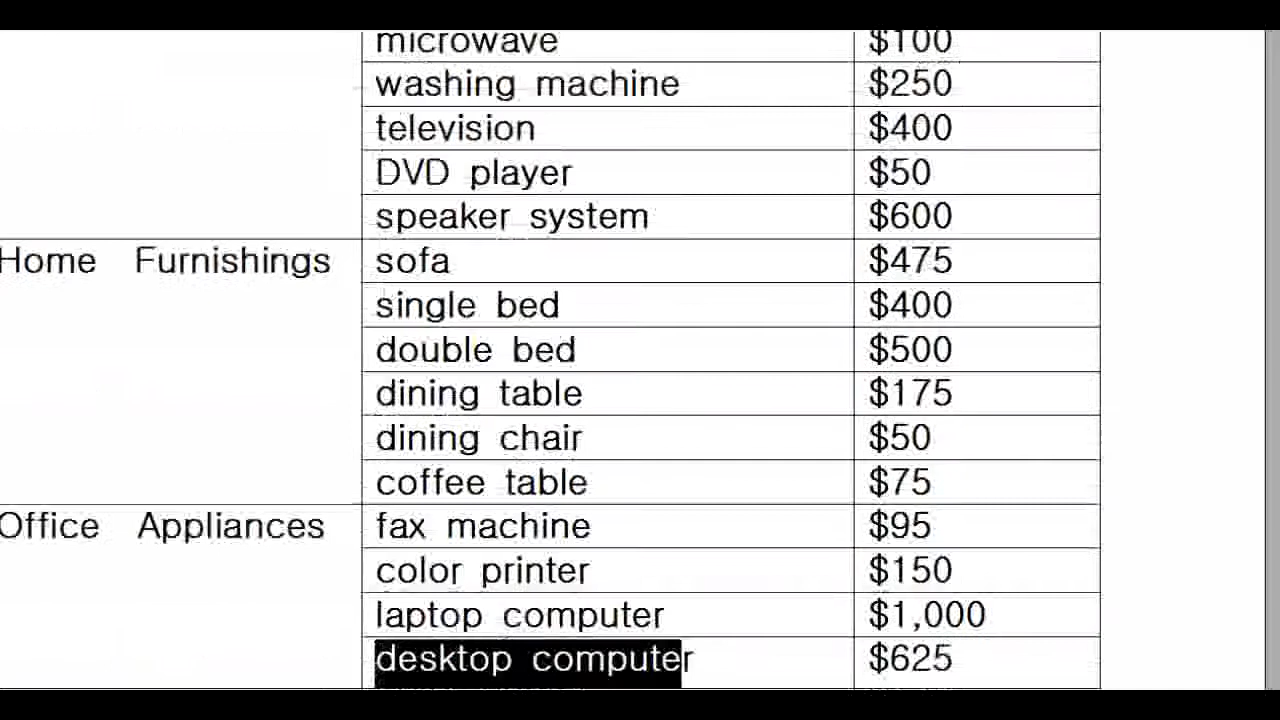 microwave $100
washing machine $250
television $400
DVD player $50
speaker system $600
Home Furnishings sofa $475
single bed $400
double bed $500
dining table $175
dining chair $50
coffee table $75
Office Appliances fax machine $95
color printer $150
laptop computer $1,000
desktop computer $625